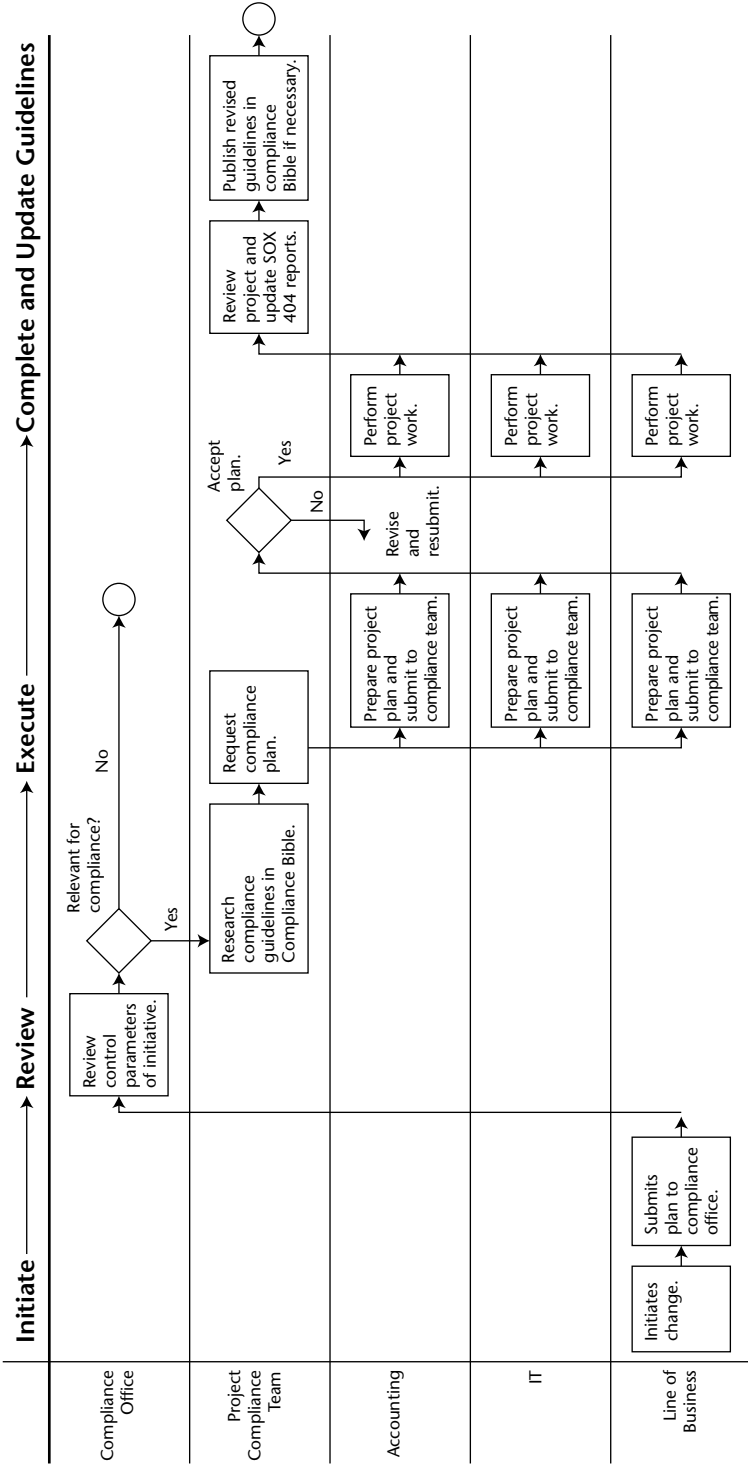 Initiate Review Execute Complete and Update Guidelines
Compliance
Office
Review
control
parameters
of initiative.
Relevant for
compliance?
No
Yes
Project
Compliance
Team
Research
compliance
guidelines in
Compliance Bible.
Request
compliance
plan.
Accept
plan.
Yes
No
Review
project and
update SOX
404 reports.
Publish revised
guidelines in
compliance
Bible if necessary.
Accounting
Prepare project
plan and
submit to
compliance team.
Revise
and
resubmit.
Perform
project
work.
IT
Prepare project
plan and
submit to
compliance team.
Perform
project
work.
Line of
Business
Initiates
change.
Submits
plan to
compliance
office.
Prepare project
plan and
submit to
compliance team.
Perform
project
work.